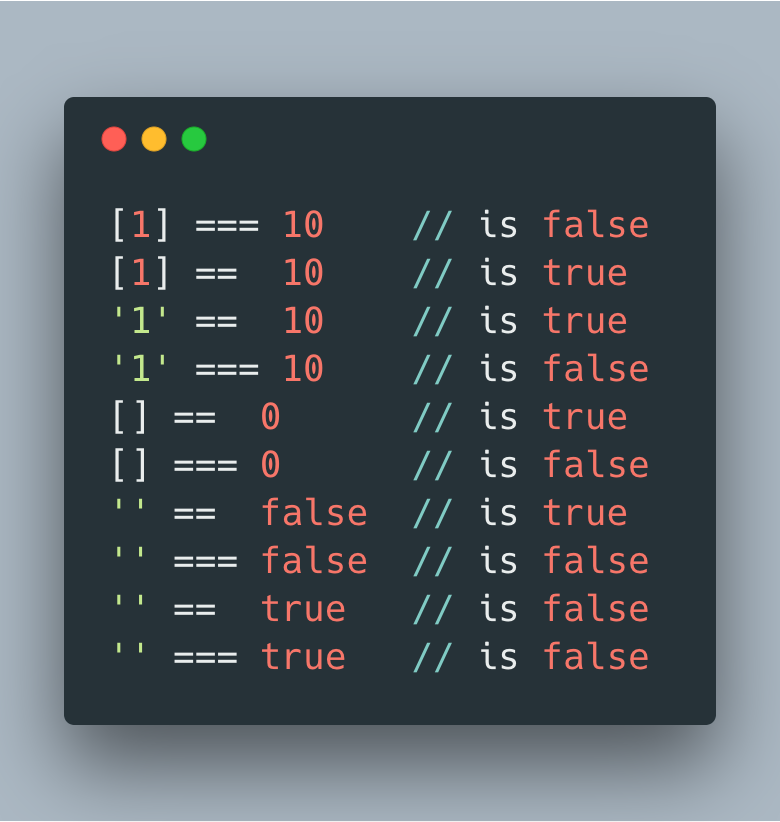 [1] === 10    // is false
[1] ==  10    // is true
'1' ==  10    // is true
'1' === 10    // is false
[] ==  0      // is true
[] === 0      // is false
'' ==  false  // is true
'' === false  // is false
'' ==  true   // is false
'' === true   // is false